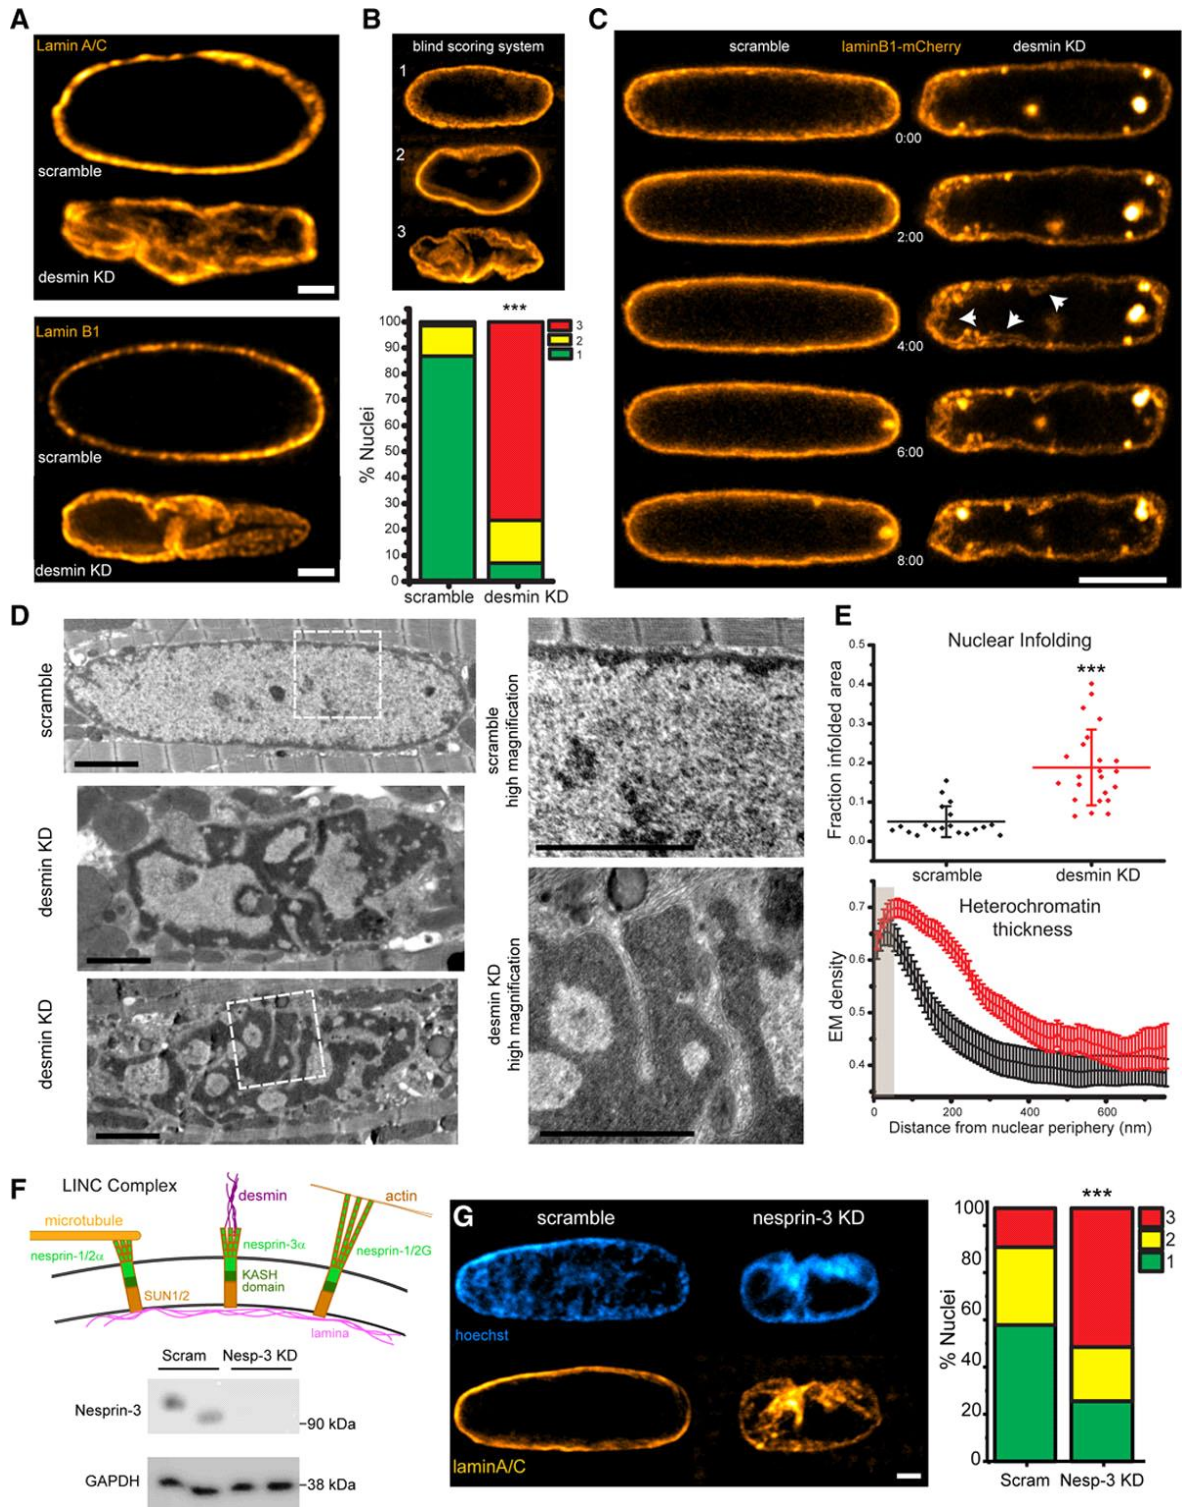 A
Lamin A/C
scramble
desmin KD
Lamin B1
scramble
desmin KD
B
blind scoring system
1
2
3
***
100
90
80
70
60
50
40
30
20
10
0
% Nuclei
3
2
1
scramble desmin KD
C
scramble laminB1-mCherry desmin KD
0:00
2:00
4:00
6:00
8:00
D
scramble
desmin KD
desmin KD
scramble
high magnification
desmin KD
high magnification
E
Nuclear Infolding
***
0.5
0.4
0.3
0.2
0.1
0.0
Fraction infolded area
scramble desmin KD
Heterochromatin
thickness
0.7
0.6
0.5
0.4
EM density
0 200 400 600
Distance from nuclear periphery (nm)
F
LINC Complex
desmin
actin
microtubule
nesprin-1/2α
nesprin-3α
nesprin-1/2G
KASH
domain
SUN1/2
lamina
Scram Nesp-3 KD
Nesprin-3
-90 kDa
GAPDH
-38 kDa
G
scramble nesprin-3 KD
hoechst
laminA/C
***
100
80
60
40
20
0
% Nuclei
3
2
1
Scram Nesp-3 KD